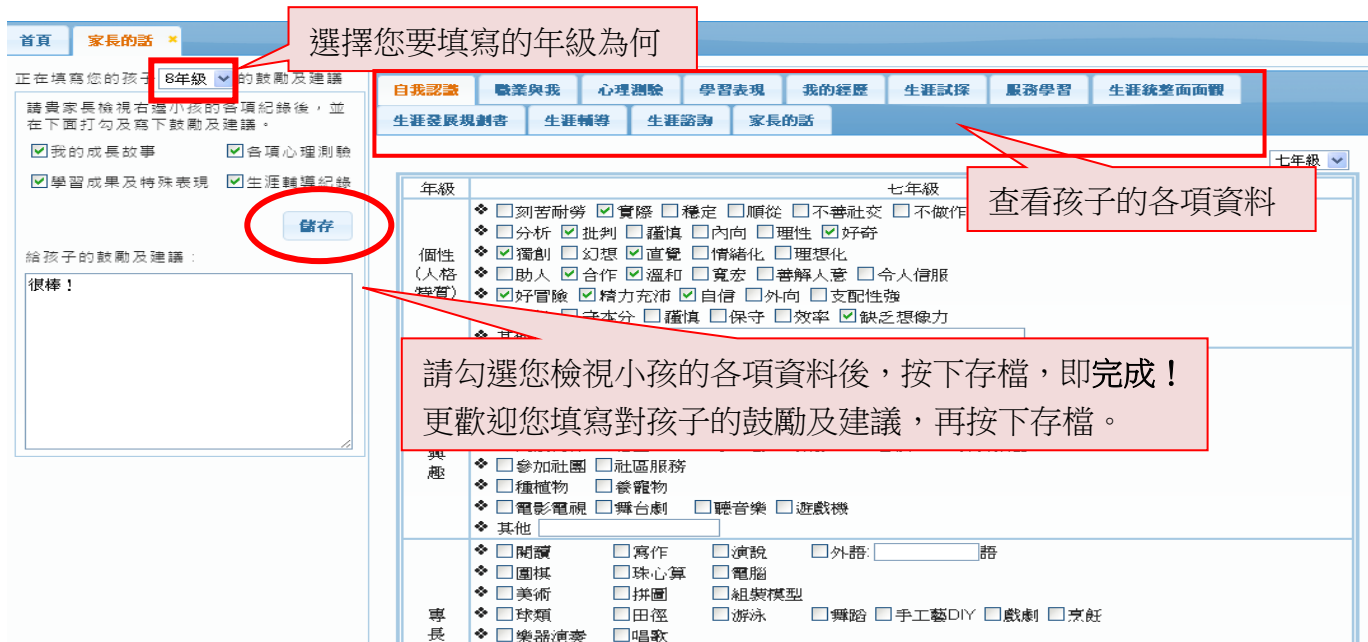 首頁 家長的話
選擇您要填寫的年級為何
正在填寫您的孩子 8年級 的鼓勵及建議
請貴家長檢視右邊小孩的各項紀錄後，並
在下面打勾及寫下鼓勵及建議。
我的成長故事 各項心理測驗
學習成果及特殊表現 生涯輔導紀錄
儲存
給孩子的鼓勵及建議：
很棒！
自我認識 職業與我 心理測驗 學習表現 我的經歷 生涯試探 服務學習 生涯統整面面觀
生涯發展規劃書 生涯輔導 生涯諮詢 家長的話
七年級
查看孩子的各項資料
年級 七年級
個性
(人格
特質)
❖ 刻苦耐勞 實際 穩定 順從 不善社交 不做作
❖ 分析 批判 謹慎 內向 理性 好奇
❖ 獨創 幻想 直覺 情緒化 理想化
❖ 助人 合作 溫和 寬宏 善解人意 令人信服
❖ 好冒險 精力充沛 自信 外向 支配性強
守本分 謹慎 保守 效率 缺乏想像力
❖ 其他
請勾選您檢視小孩的各項資料後，按下存檔，即完成！
更歡迎您填寫對孩子的鼓勵及建議，再按下存檔。
興
趣
❖ 參加社團 社區服務
❖ 種植物 養寵物
❖ 電影電視 舞台劇 聽音樂 遊戲機
❖ 其他
專
長
❖ 閱讀 寫作 演說 外語: 語
❖ 圍棋 珠心算 電腦
❖ 美術 拼圖 組裝模型
❖ 球類 田徑 游泳 舞蹈 手工藝DIY 戲劇 烹飪
❖ 樂器演奏 唱歌